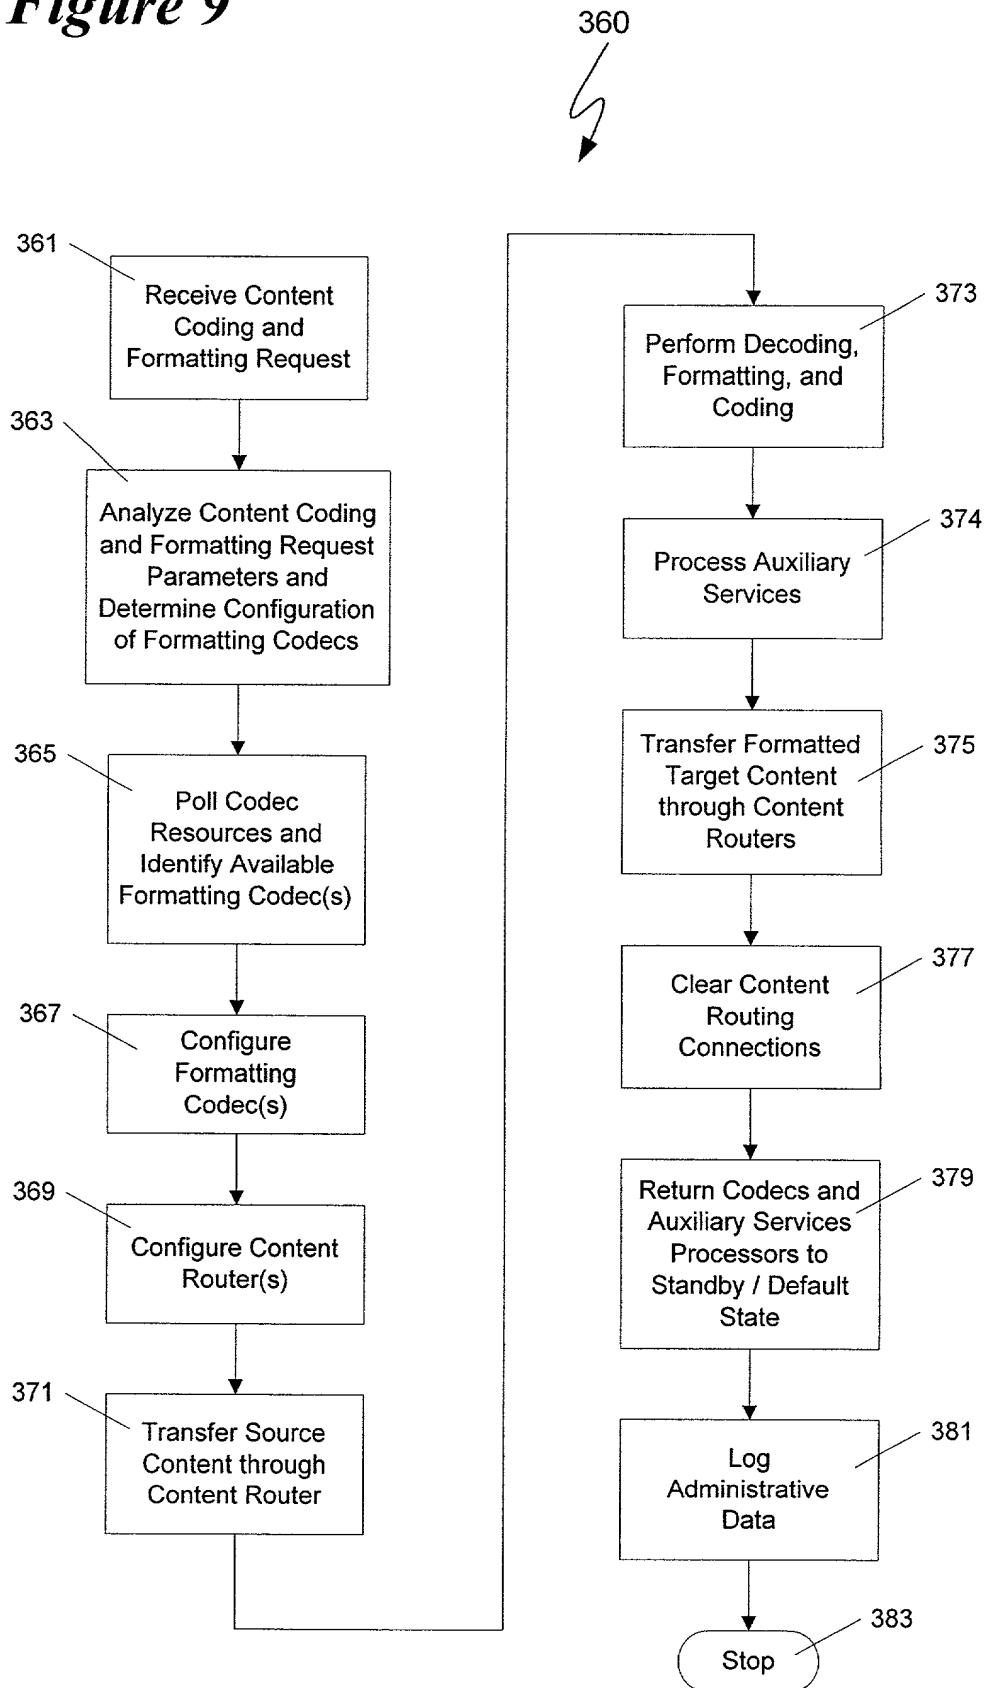 Figure 9
360
361
Receive Content
Coding and
Formatting Request
363
Analyze Content Coding
and Formatting Request
Parameters and
Determine Configuration
of Formatting Codecs
365
Poll Codec
Resources and
Identify Available
Formatting Codec(s)
367
Configure
Formatting
Codec(s)
369
Configure Content
Router(s)
371
Transfer Source
Content through
Content Router
373
Perform Decoding,
Formatting, and
Coding
374
Process Auxiliary
Services
375
Transfer Formatted
Target Content
through Content
Routers
377
Clear Content
Routing
Connections
379
Return Codecs and
Auxiliary Services
Processors to
Standby / Default
State
381
Log
Administrative
Data
383
Stop